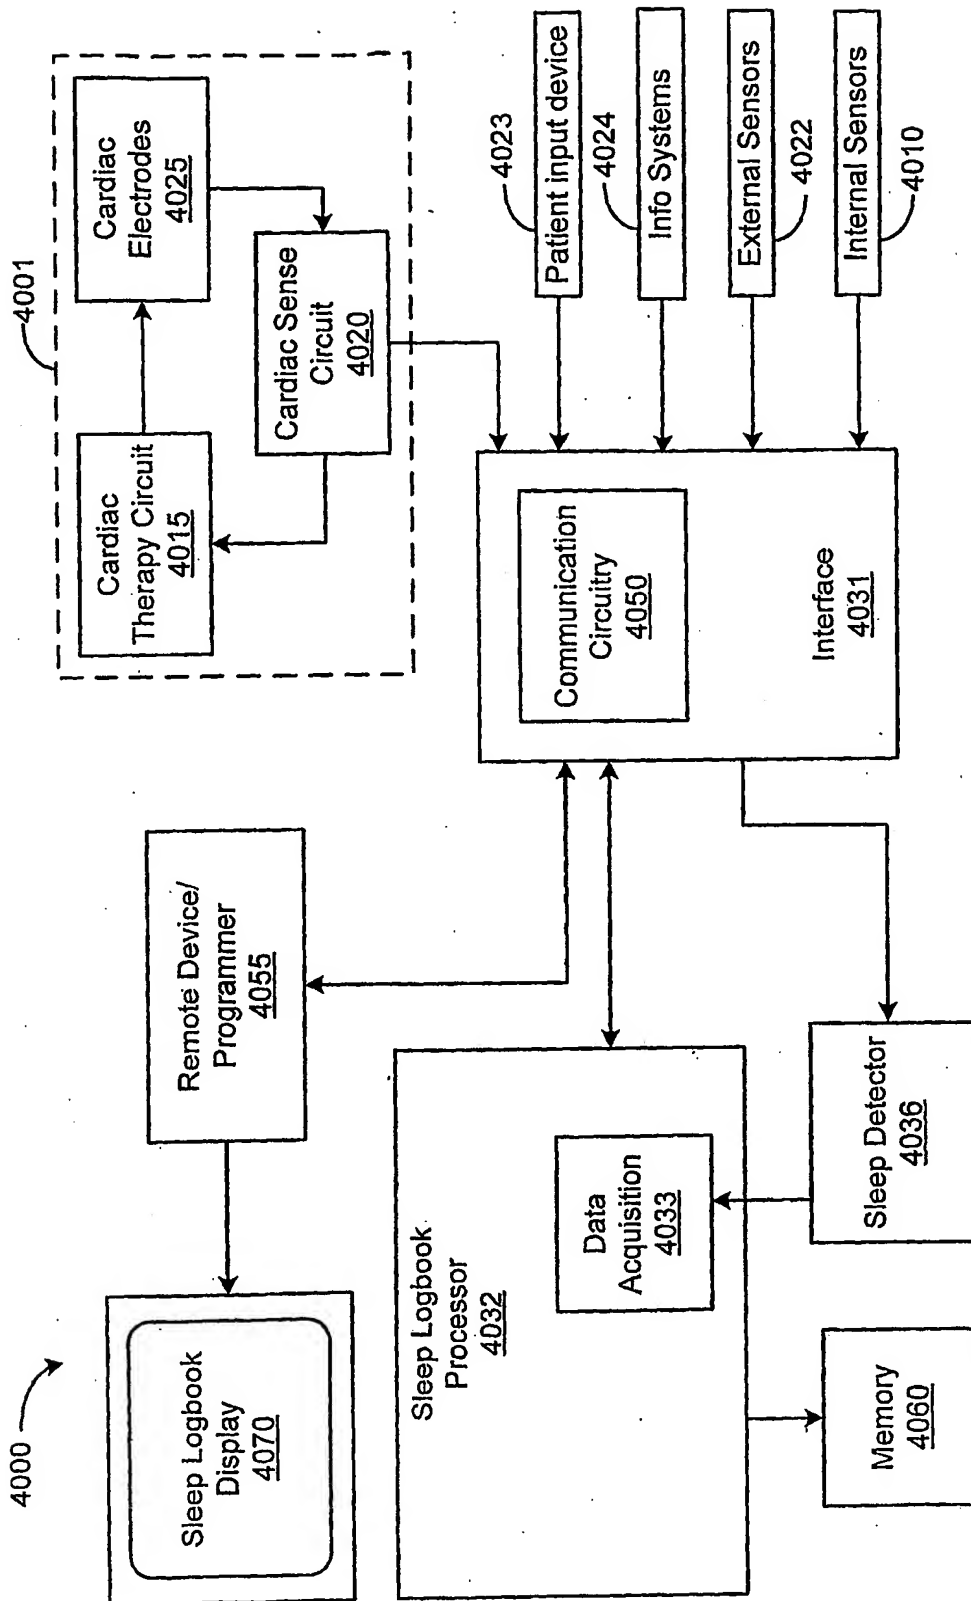 4000
Sleep Logbook
Display
4070
Remote Device/
Programmer
4055
4001
Cardiac
Therapy Circuit
4015
Cardiac
Electrodes
4025
Cardiac Sense
Circuit
4020
Sleep Logbook
Processor
4032
Data
Acquisition
4033
Communication
Circuitry
4050
Interface
4031
4023
Patient input device
4024
Info Systems
External Sensors
4022
Internal Sensors
4010
Memory
4060
Sleep Detector
4036